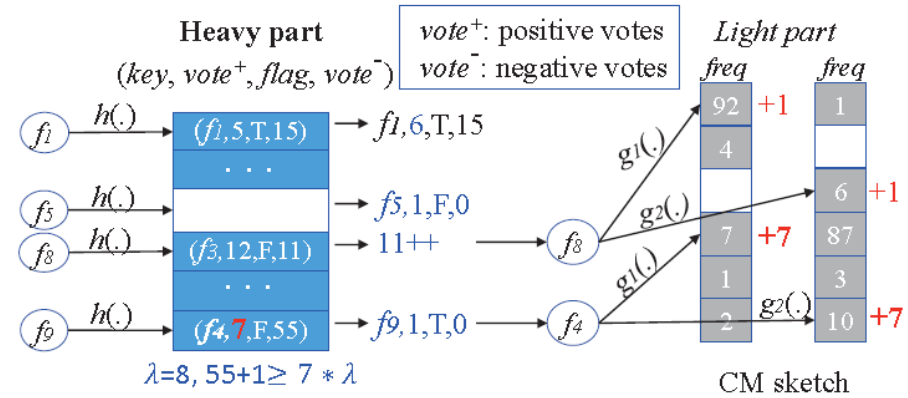 Heavy part
(key, vote⁺, flag, vote⁻)
vote⁺: positive votes
vote⁻: negative votes
Light part
freq
freq
f1
h(.)
(f1,5,T,15)
f1,6,T,15
. . .
f5
h(.)
f5,1,F,0
f8
h(.)
(f3,12,F,11)
11++
f8
. . .
f9
h(.)
(f4,7,F,55)
f9,1,T,0
f4
λ=8, 55+1≥ 7 * λ
g1(.)
g2(.)
g1(.)
g2(.)
92
+1
4
7
+7
1
2
1
6
+1
87
3
10
+7
CM sketch